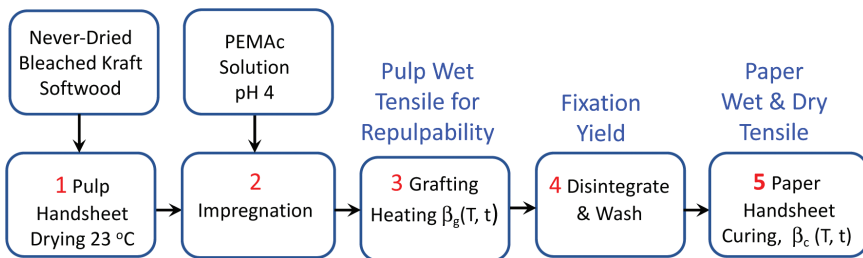 Never-Dried
Bleached Kraft
Softwood
PEMAc
Solution
pH 4
Pulp Wet
Tensile for
Repulpability
Fixation
Yield
Paper
Wet & Dry
Tensile
1 Pulp
Handsheet
Drying 23 °C
2
Impregnation
3 Grafting
Heating βg(T, t)
4 Disintegrate
& Wash
5 Paper
Handsheet
Curing, βc (T, t)